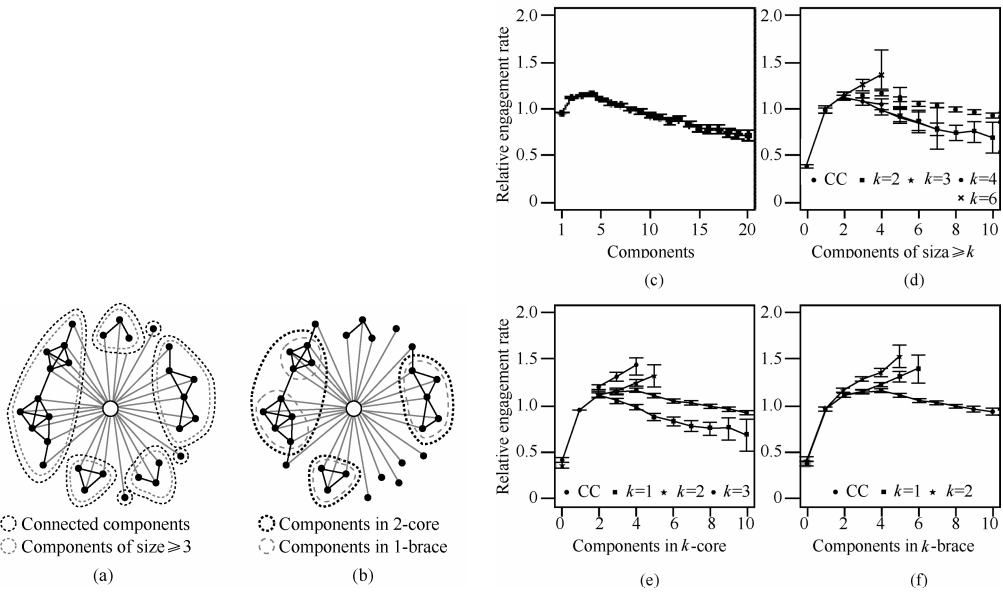 Connected components
Components of size≥3
(a)
Components in 2-core
Components in 1-brace
(b)
Relative engagement rate
2.0
1.5
1.0
0.5
0
1 5 10 15 20
Components
(c)
2.0
1.5
1.0
0.5
0
CC k=2 k=3 k=4
k=6
0 2 4 6 8 10
Components of siza≥k
(d)
Relative engagement rate
2.0
1.5
1.0
0.5
0
CC k=1 k=2 k=3
0 2 4 6 8 10
Components in k-core
(e)
2.0
1.5
1.0
0.5
0
CC k=1 k=2
0 2 4 6 8 10
Components in k-brace
(f)